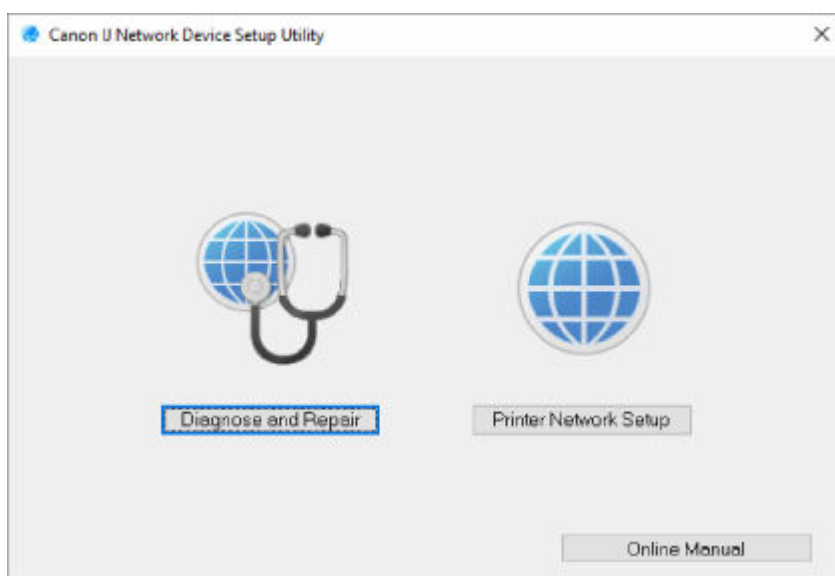 Canon IJ Network Device Setup Utility
Diagnose and Repair
Printer Network Setup
Online Manual